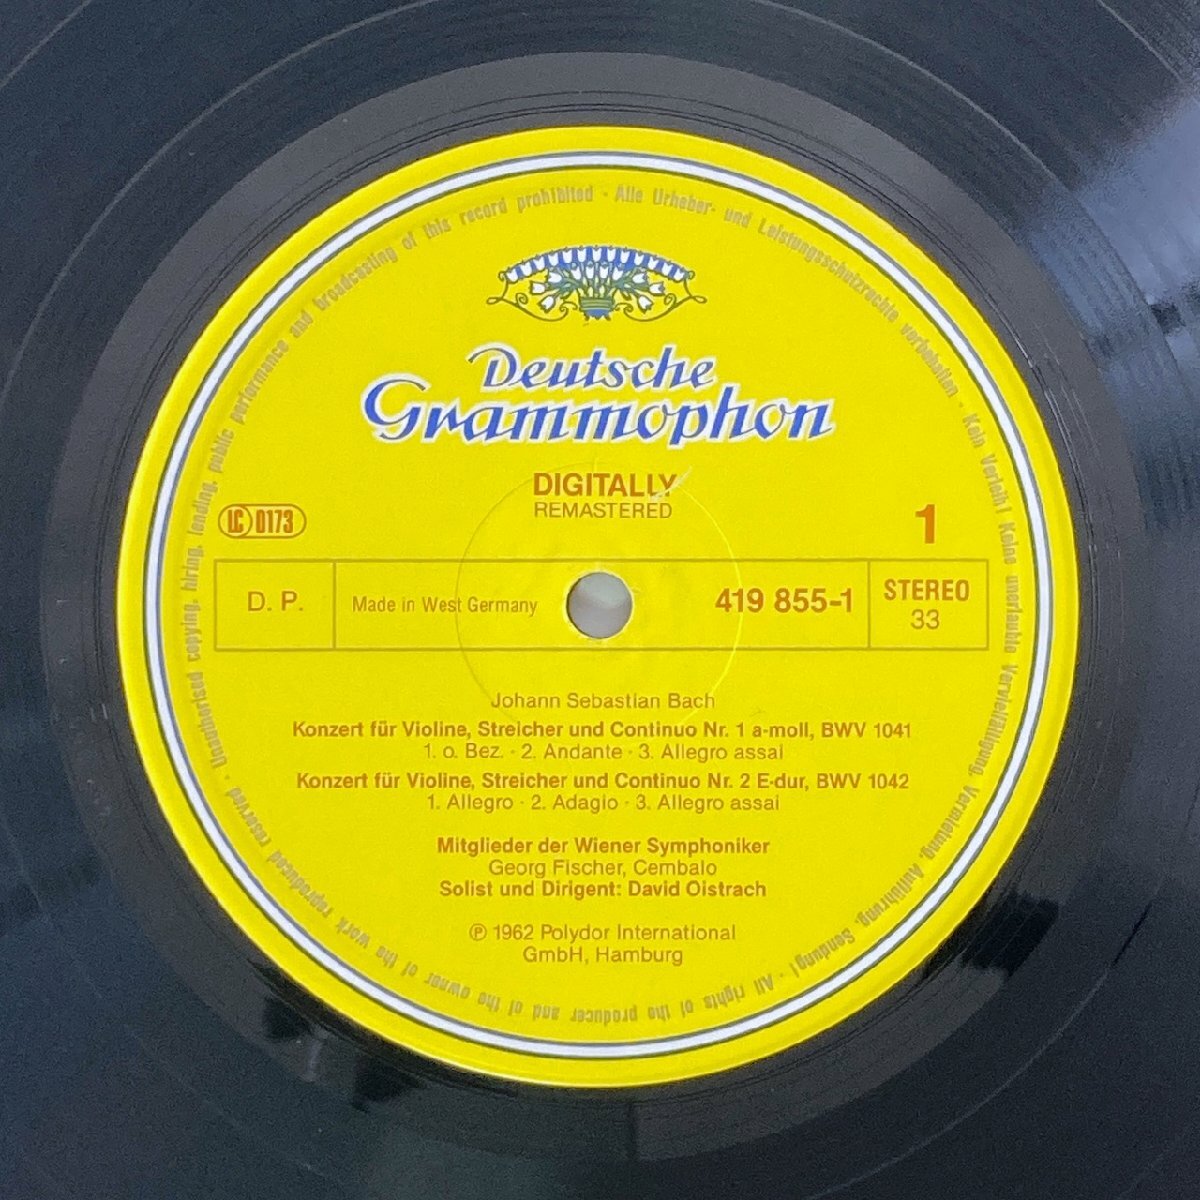 Deutsche
Grammophon
DIGITALLY
REMASTERED
LC 0173
1
D. P.
Made in West Germany
419 855-1
STEREO
33
Johann Sebastian Bach
Konzert für Violine, Streicher und Continuo Nr. 1 a-moll, BWV 1041
1. o. Bez. · 2. Andante · 3. Allegro assai
Konzert für Violine, Streicher und Continuo Nr. 2 E-dur, BWV 1042
1. Allegro · 2. Adagio · 3. Allegro assai
Mitglieder der Wiener Symphoniker
Georg Fischer, Cembalo
Solist und Dirigent: David Oistrach
℗ 1962 Polydor International
GmbH, Hamburg
Alle Urheber- und Leistungsschutzrechte vorbehalten · Kein Verleih! Keine unerlaubte Vervielfältigung, Vermietung, Aufführung, Sendung! · All rights of the producer and of the owner of the work reproduced reserved · Unauthorised copying, hiring, lending, public performance and broadcasting of this record prohibited ·